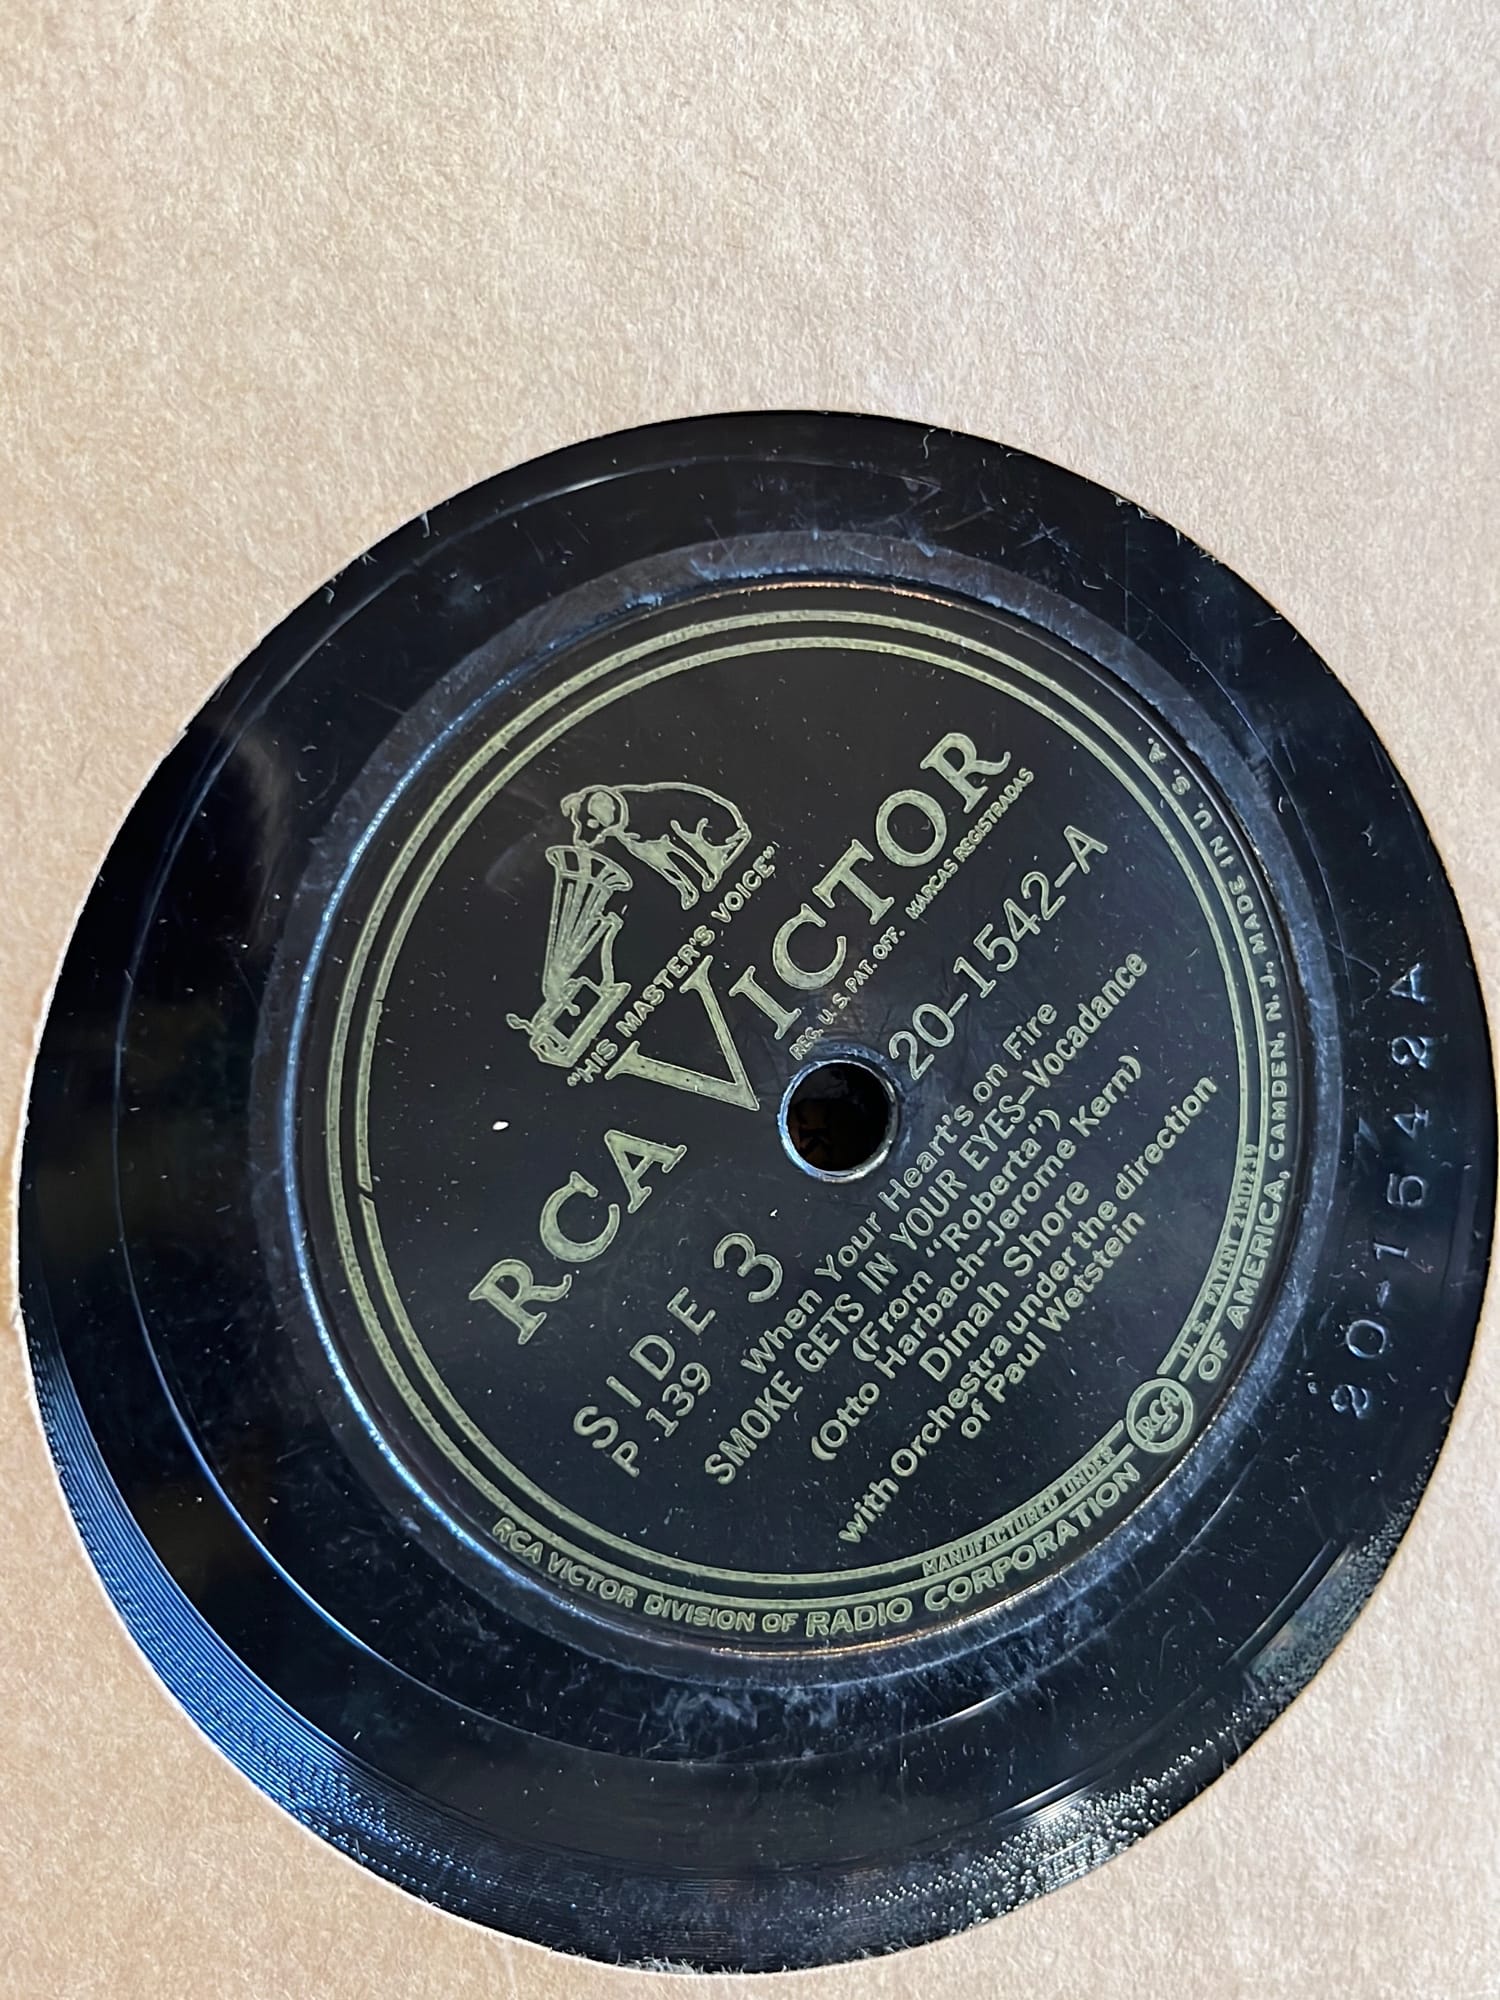 "HIS MASTER'S VOICE"
RCA VICTOR
REG. U.S. PAT. OFF. MARCAS REGISTRADAS
SIDE 3
P 139
20-1542-A
When Your Heart's on Fire
SMOKE GETS IN YOUR EYES-Vocadance
(From "Roberta")
(Otto Harbach-Jerome Kern)
Dinah Shore
with Orchestra under the direction
of Paul Wetstein
MANUFACTURED UNDER
RCA
U.S. PATENT 2130239
RCA VICTOR DIVISION OF RADIO CORPORATION OF AMERICA, CAMDEN, N. J., MADE IN U. S. A.
20-1542A